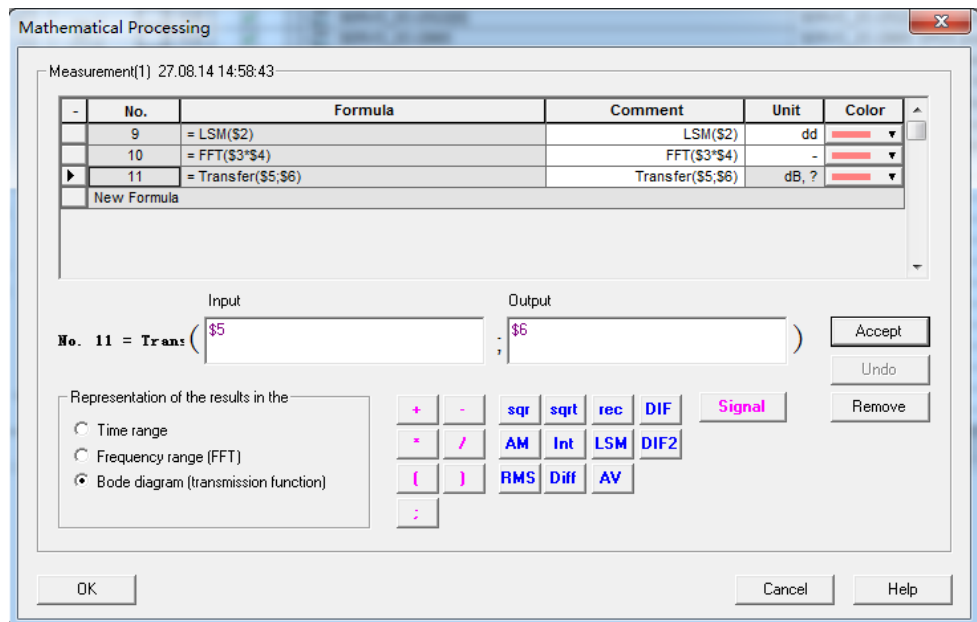 Mathematical Processing
Measurement(1) 27.08.14 14:58:43
- No. Formula Comment Unit Color
9 = LSM($2) LSM($2) dd
10 = FFT($3*$4) FFT($3*$4) -
11 = Transfer($5;$6) Transfer($5;$6) dB, ?
New Formula
Input Output
No. 11 = Trans( $5 ; $6 )
Accept
Undo
Remove
Representation of the results in the
Time range
Frequency range (FFT)
Bode diagram (transmission function)
+ - sqr sqrt rec DIF Signal
* / AM Int LSM DIF2
( ) RMS Diff AV
;
OK Cancel Help